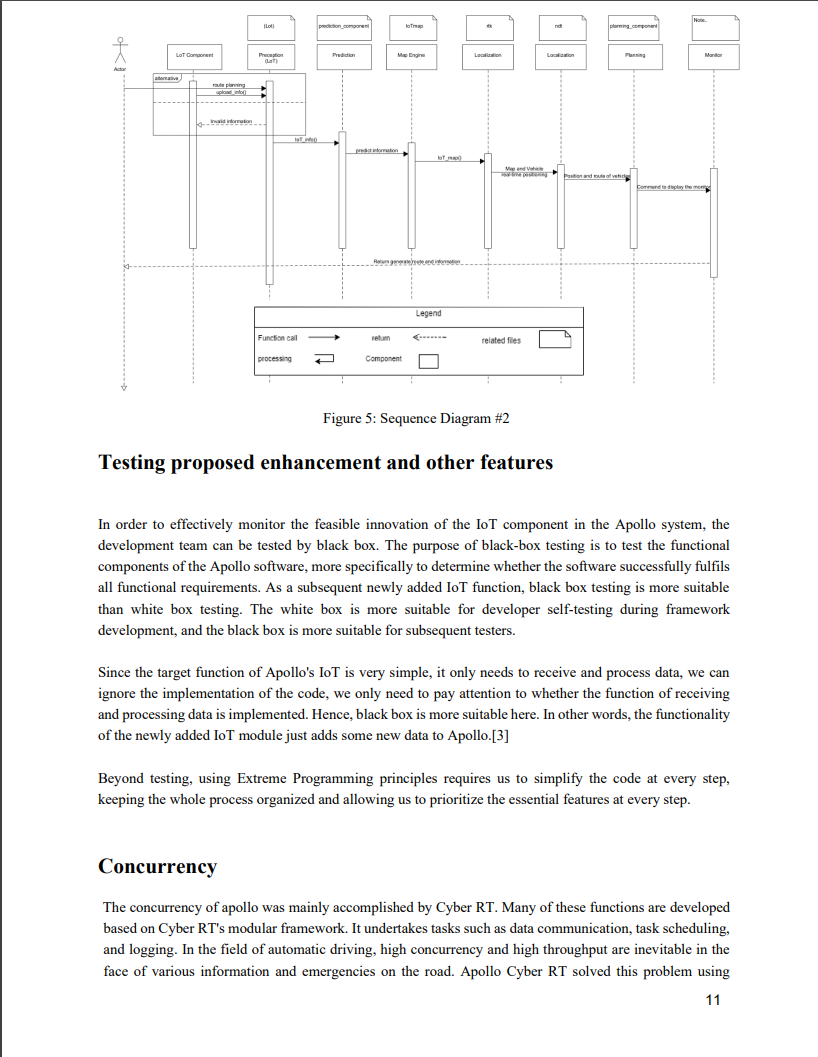 (LoI)
prediction_component
IoTmap
rtk
ndt
planning_component
Note..
LoT Component
Preception
(LoT)
Prediction
Map Engine
Localization
Localization
Planning
Monitor
Actor
alternative
route planning
upload_info()
Invalid information
IoT_info()
predict information
IoT_map()
Map and Vehicle
real-time positioning
Position and route of vehicles
Command to display the monitor
Return generate route and information
Legend
Function call
return
related files
processing
Component
Figure 5: Sequence Diagram #2
Testing proposed enhancement and other features
In order to effectively monitor the feasible innovation of the IoT component in the Apollo system, the
development team can be tested by black box. The purpose of black-box testing is to test the functional
components of the Apollo software, more specifically to determine whether the software successfully fulfils
all functional requirements. As a subsequent newly added IoT function, black box testing is more suitable
than white box testing. The white box is more suitable for developer self-testing during framework
development, and the black box is more suitable for subsequent testers.
Since the target function of Apollo's IoT is very simple, it only needs to receive and process data, we can
ignore the implementation of the code, we only need to pay attention to whether the function of receiving
and processing data is implemented. Hence, black box is more suitable here. In other words, the functionality
of the newly added IoT module just adds some new data to Apollo.[3]
Beyond testing, using Extreme Programming principles requires us to simplify the code at every step,
keeping the whole process organized and allowing us to prioritize the essential features at every step.
Concurrency
The concurrency of apollo was mainly accomplished by Cyber RT. Many of these functions are developed
based on Cyber RT's modular framework. It undertakes tasks such as data communication, task scheduling,
and logging. In the field of automatic driving, high concurrency and high throughput are inevitable in the
face of various information and emergencies on the road. Apollo Cyber RT solved this problem using
11